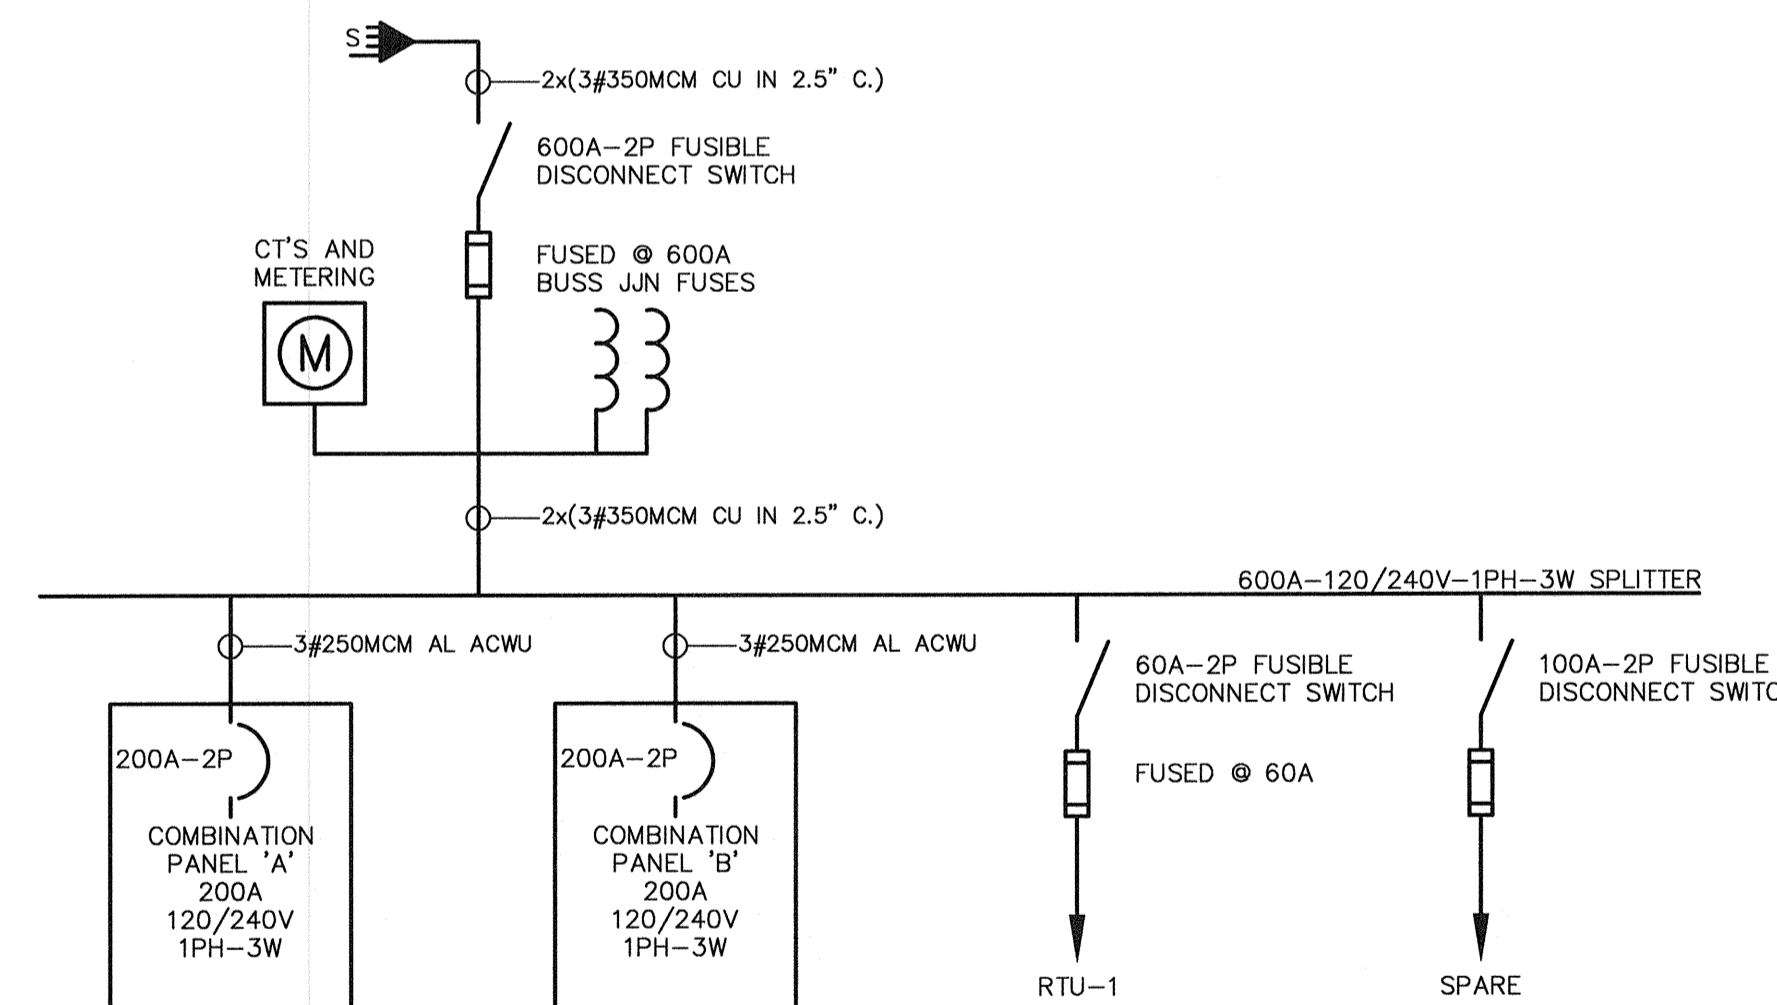 S
2x(3#350MCM CU IN 2.5" C.)
600A-2P FUSIBLE
DISCONNECT SWITCH
CT'S AND
METERING
FUSED @ 600A
BUSS JJN FUSES
M
2x(3#350MCM CU IN 2.5" C.)
600A-120/240V-1PH-3W SPLITTER
3#250MCM AL ACWU
3#250MCM AL ACWU
60A-2P FUSIBLE
DISCONNECT SWITCH
100A-2P FUSIBLE
DISCONNECT SWITC
200A-2P
200A-2P
FUSED @ 60A
COMBINATION
PANEL 'A'
200A
120/240V
1PH-3W
COMBINATION
PANEL 'B'
200A
120/240V
1PH-3W
RTU-1
SPARE